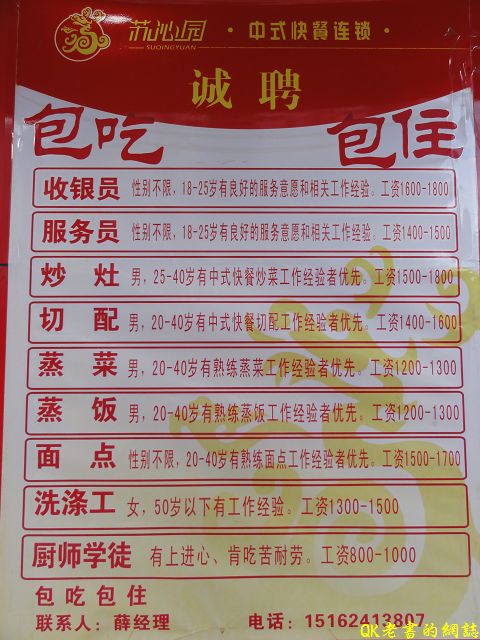 苏沁园 · 中式快餐连锁 ·
SUQINGYUAN
诚聘
包吃 包住
收银员 性别不限，18-25岁有良好的服务意愿和相关工作经验。工资1600-1800
服务员 性别不限，18-25岁有良好的服务意愿和相关工作经验。工资1400-1500
炒灶 男，25-40岁有中式快餐炒菜工作经验者优先。工资1500-1800
切配 男，20-40岁有中式快餐切配工作经验者优先。工资1400-1600
蒸菜 男，20-40岁有熟练蒸菜工作经验者优先。工资1200-1300
蒸饭 男，20-40岁有熟练蒸饭工作经验者优先。工资1200-1300
面点 性别不限，20-40岁有熟练面点工作经验者优先。工资1500-1700
洗涤工 女，50岁以下有工作经验。工资1300-1500
厨师学徒 有上进心、肯吃苦耐劳。工资800-1000
包吃包住
联系人：薛经理 电话：15162413807
QK老書的網誌